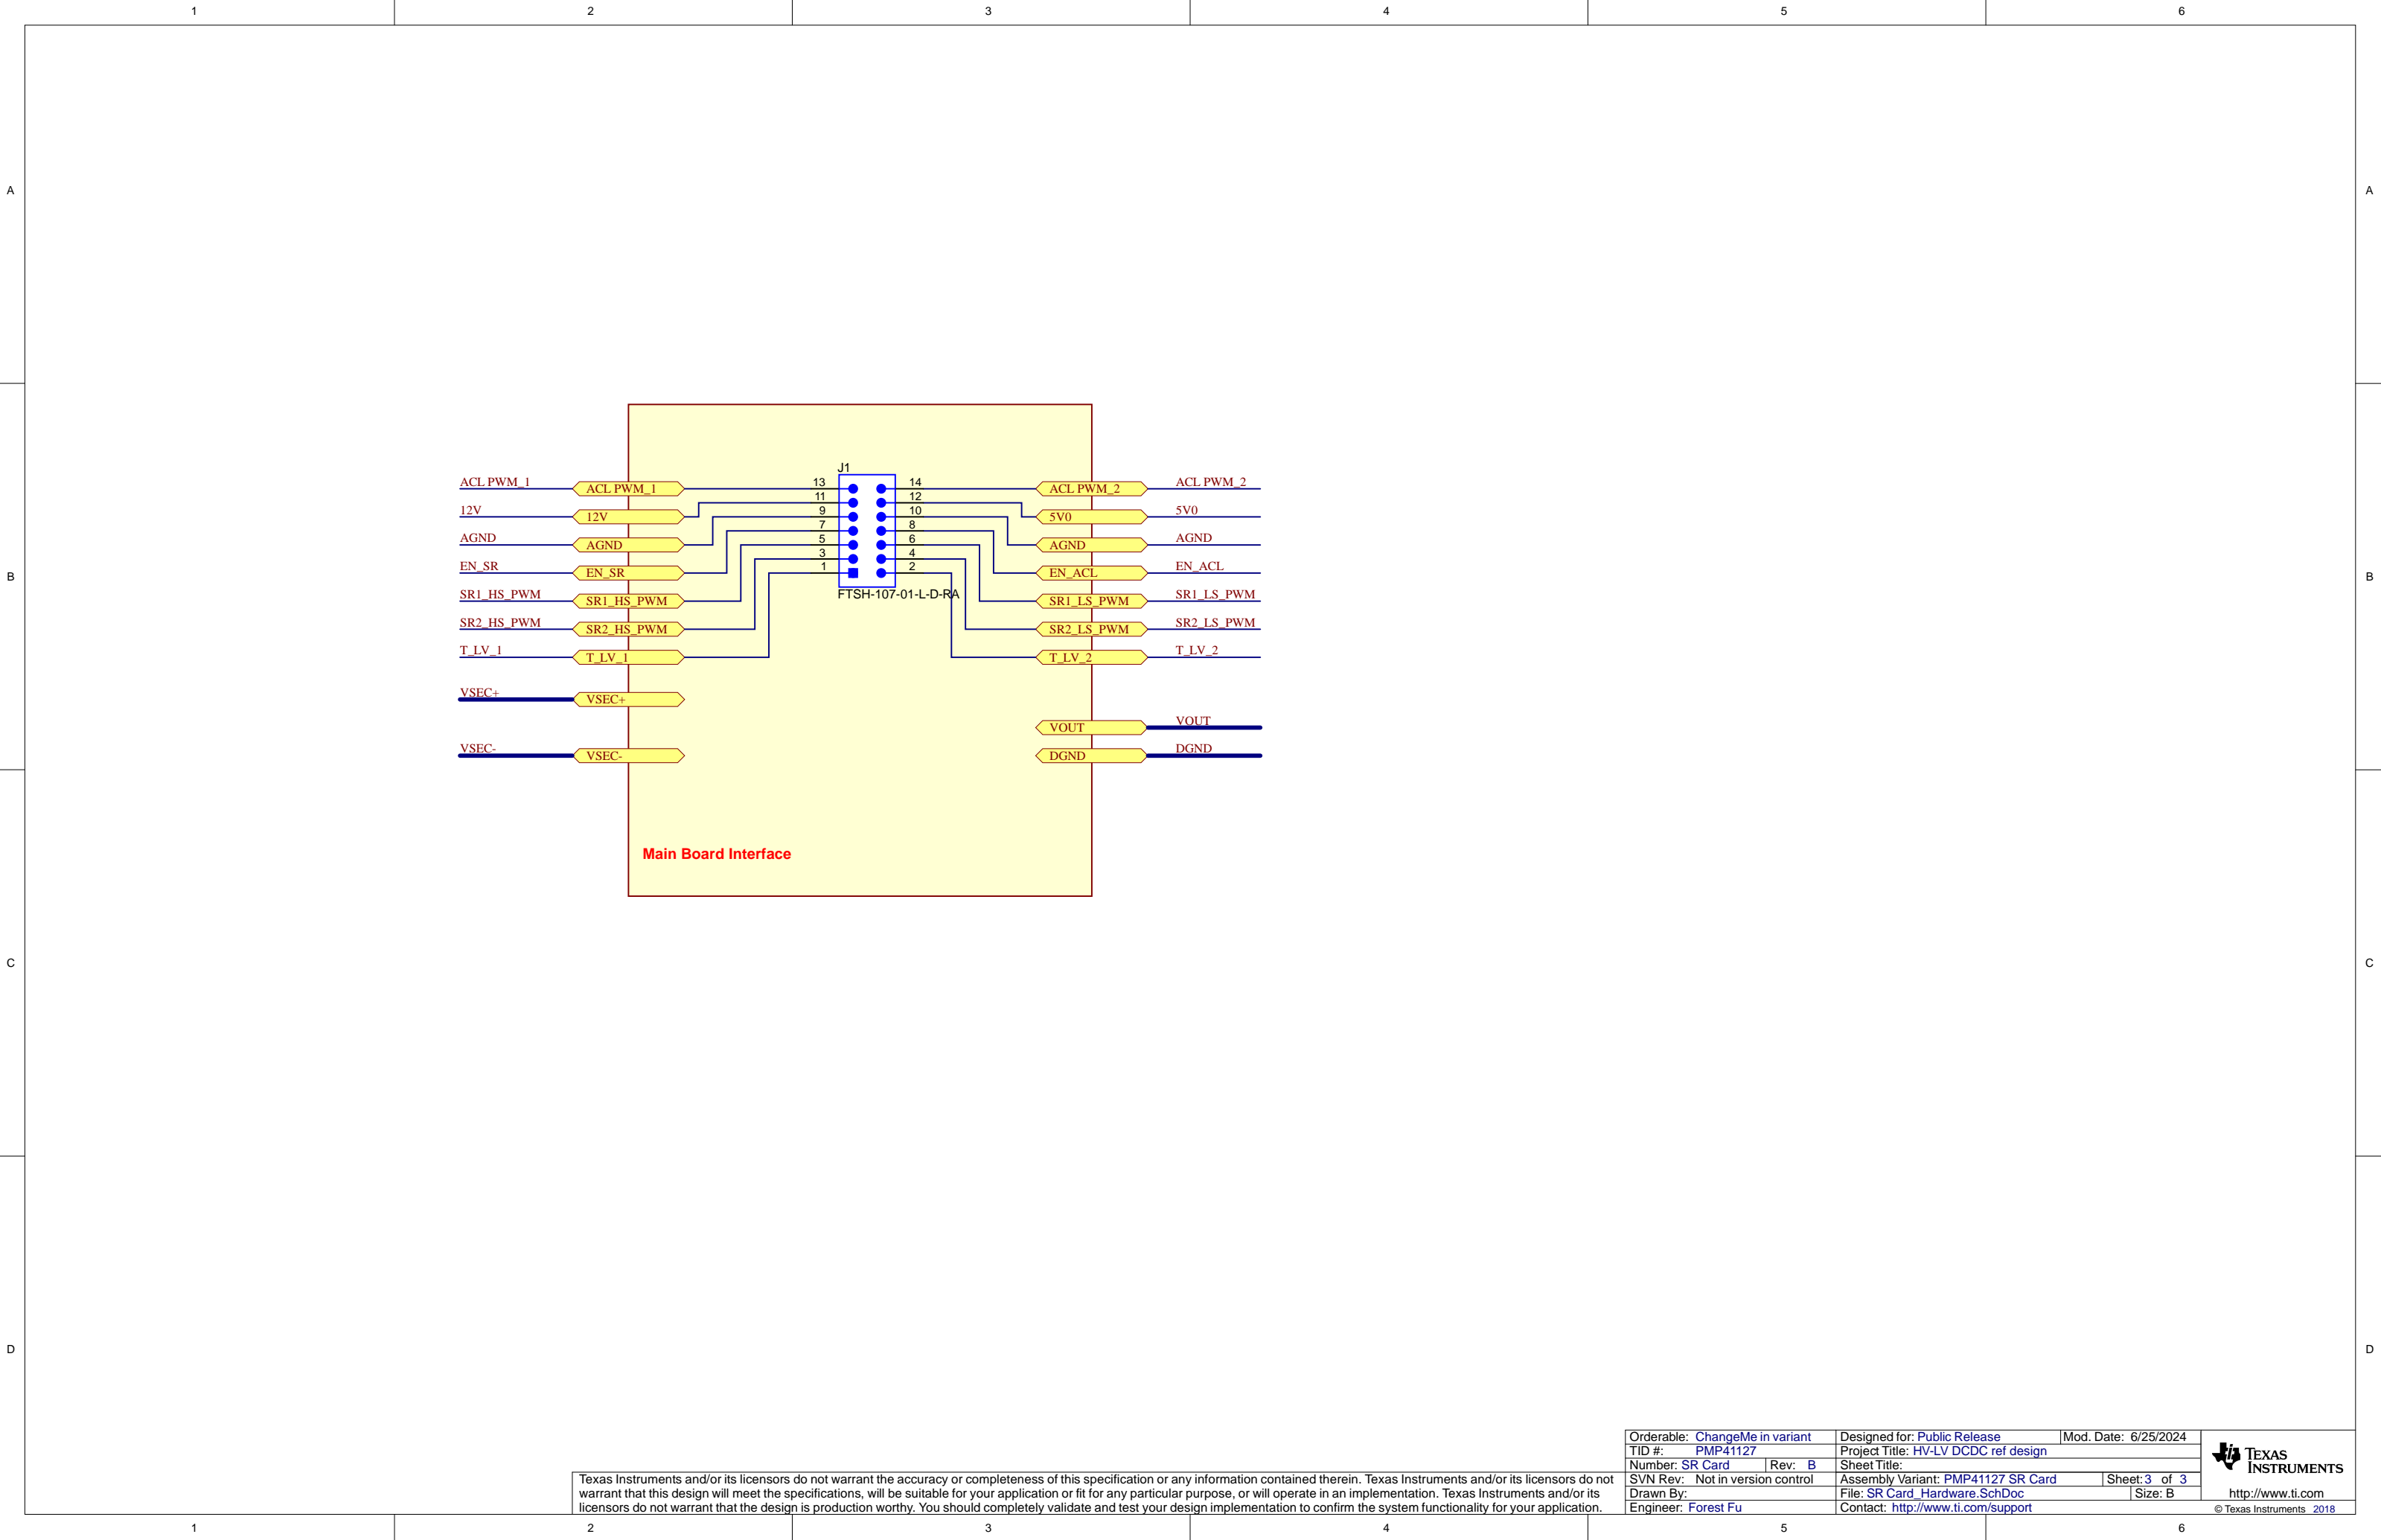 1 2 3 4 5 6
A A
J1
ACL PWM_1 ACL PWM_1 13 14 ACL PWM_2 ACL PWM_2
11 12
12V 12V 9 10 5V0 5V0
7 8
AGND AGND 5 6 AGND AGND
3 4
EN_SR EN_SR 1 2 EN_ACL EN_ACL
B B
FTSH-107-01-L-D-RA
SR1_HS_PWM SR1_HS_PWM SR1_LS_PWM SR1_LS_PWM
SR2_HS_PWM SR2_HS_PWM SR2_LS_PWM SR2_LS_PWM
T_LV_1 T_LV_1 T_LV_2 T_LV_2
VSEC+ VSEC+
VOUT VOUT
VSEC- VSEC- DGND DGND
Main Board Interface
C C
D D
Texas Instruments and/or its licensors do not warrant the accuracy or completeness of this specification or any information contained therein. Texas Instruments and/or its licensors do not
warrant that this design will meet the specifications, will be suitable for your application or fit for any particular purpose, or will operate in an implementation. Texas Instruments and/or its
licensors do not warrant that the design is production worthy. You should completely validate and test your design implementation to confirm the system functionality for your application.
Orderable: ChangeMe in variant Designed for: Public Release Mod. Date: 6/25/2024
TID #: PMP41127 Project Title: HV-LV DCDC ref design
Number: SR Card Rev: B Sheet Title:
SVN Rev: Not in version control Assembly Variant: PMP41127 SR Card Sheet: 3 of 3
Drawn By: File: SR Card_Hardware.SchDoc Size: B
Engineer: Forest Fu Contact: http://www.ti.com/support
TEXAS
INSTRUMENTS
http://www.ti.com
© Texas Instruments 2018
1 2 3 4 5 6